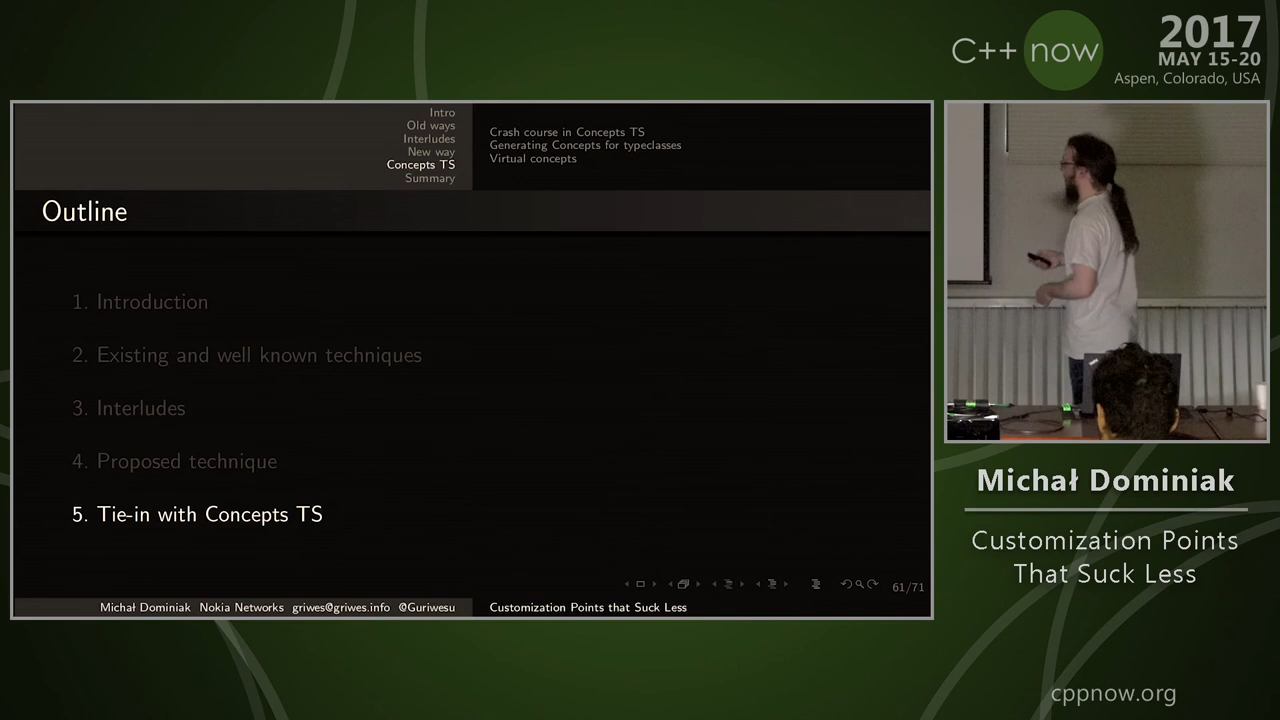 C++ now
2017
MAY 15-20
Aspen, Colorado, USA
Intro
Old ways
Interludes
New way
Concepts TS
Summary
Crash course in Concepts TS
Generating Concepts for typeclasses
Virtual concepts
Outline
1. Introduction
2. Existing and well known techniques
3. Interludes
4. Proposed technique
5. Tie-in with Concepts TS
61/71
Michał Dominiak Nokia Networks griwes@griwes.info @Guriwesu
Customization Points that Suck Less
Michał Dominiak
Customization Points
That Suck Less
cppnow.org